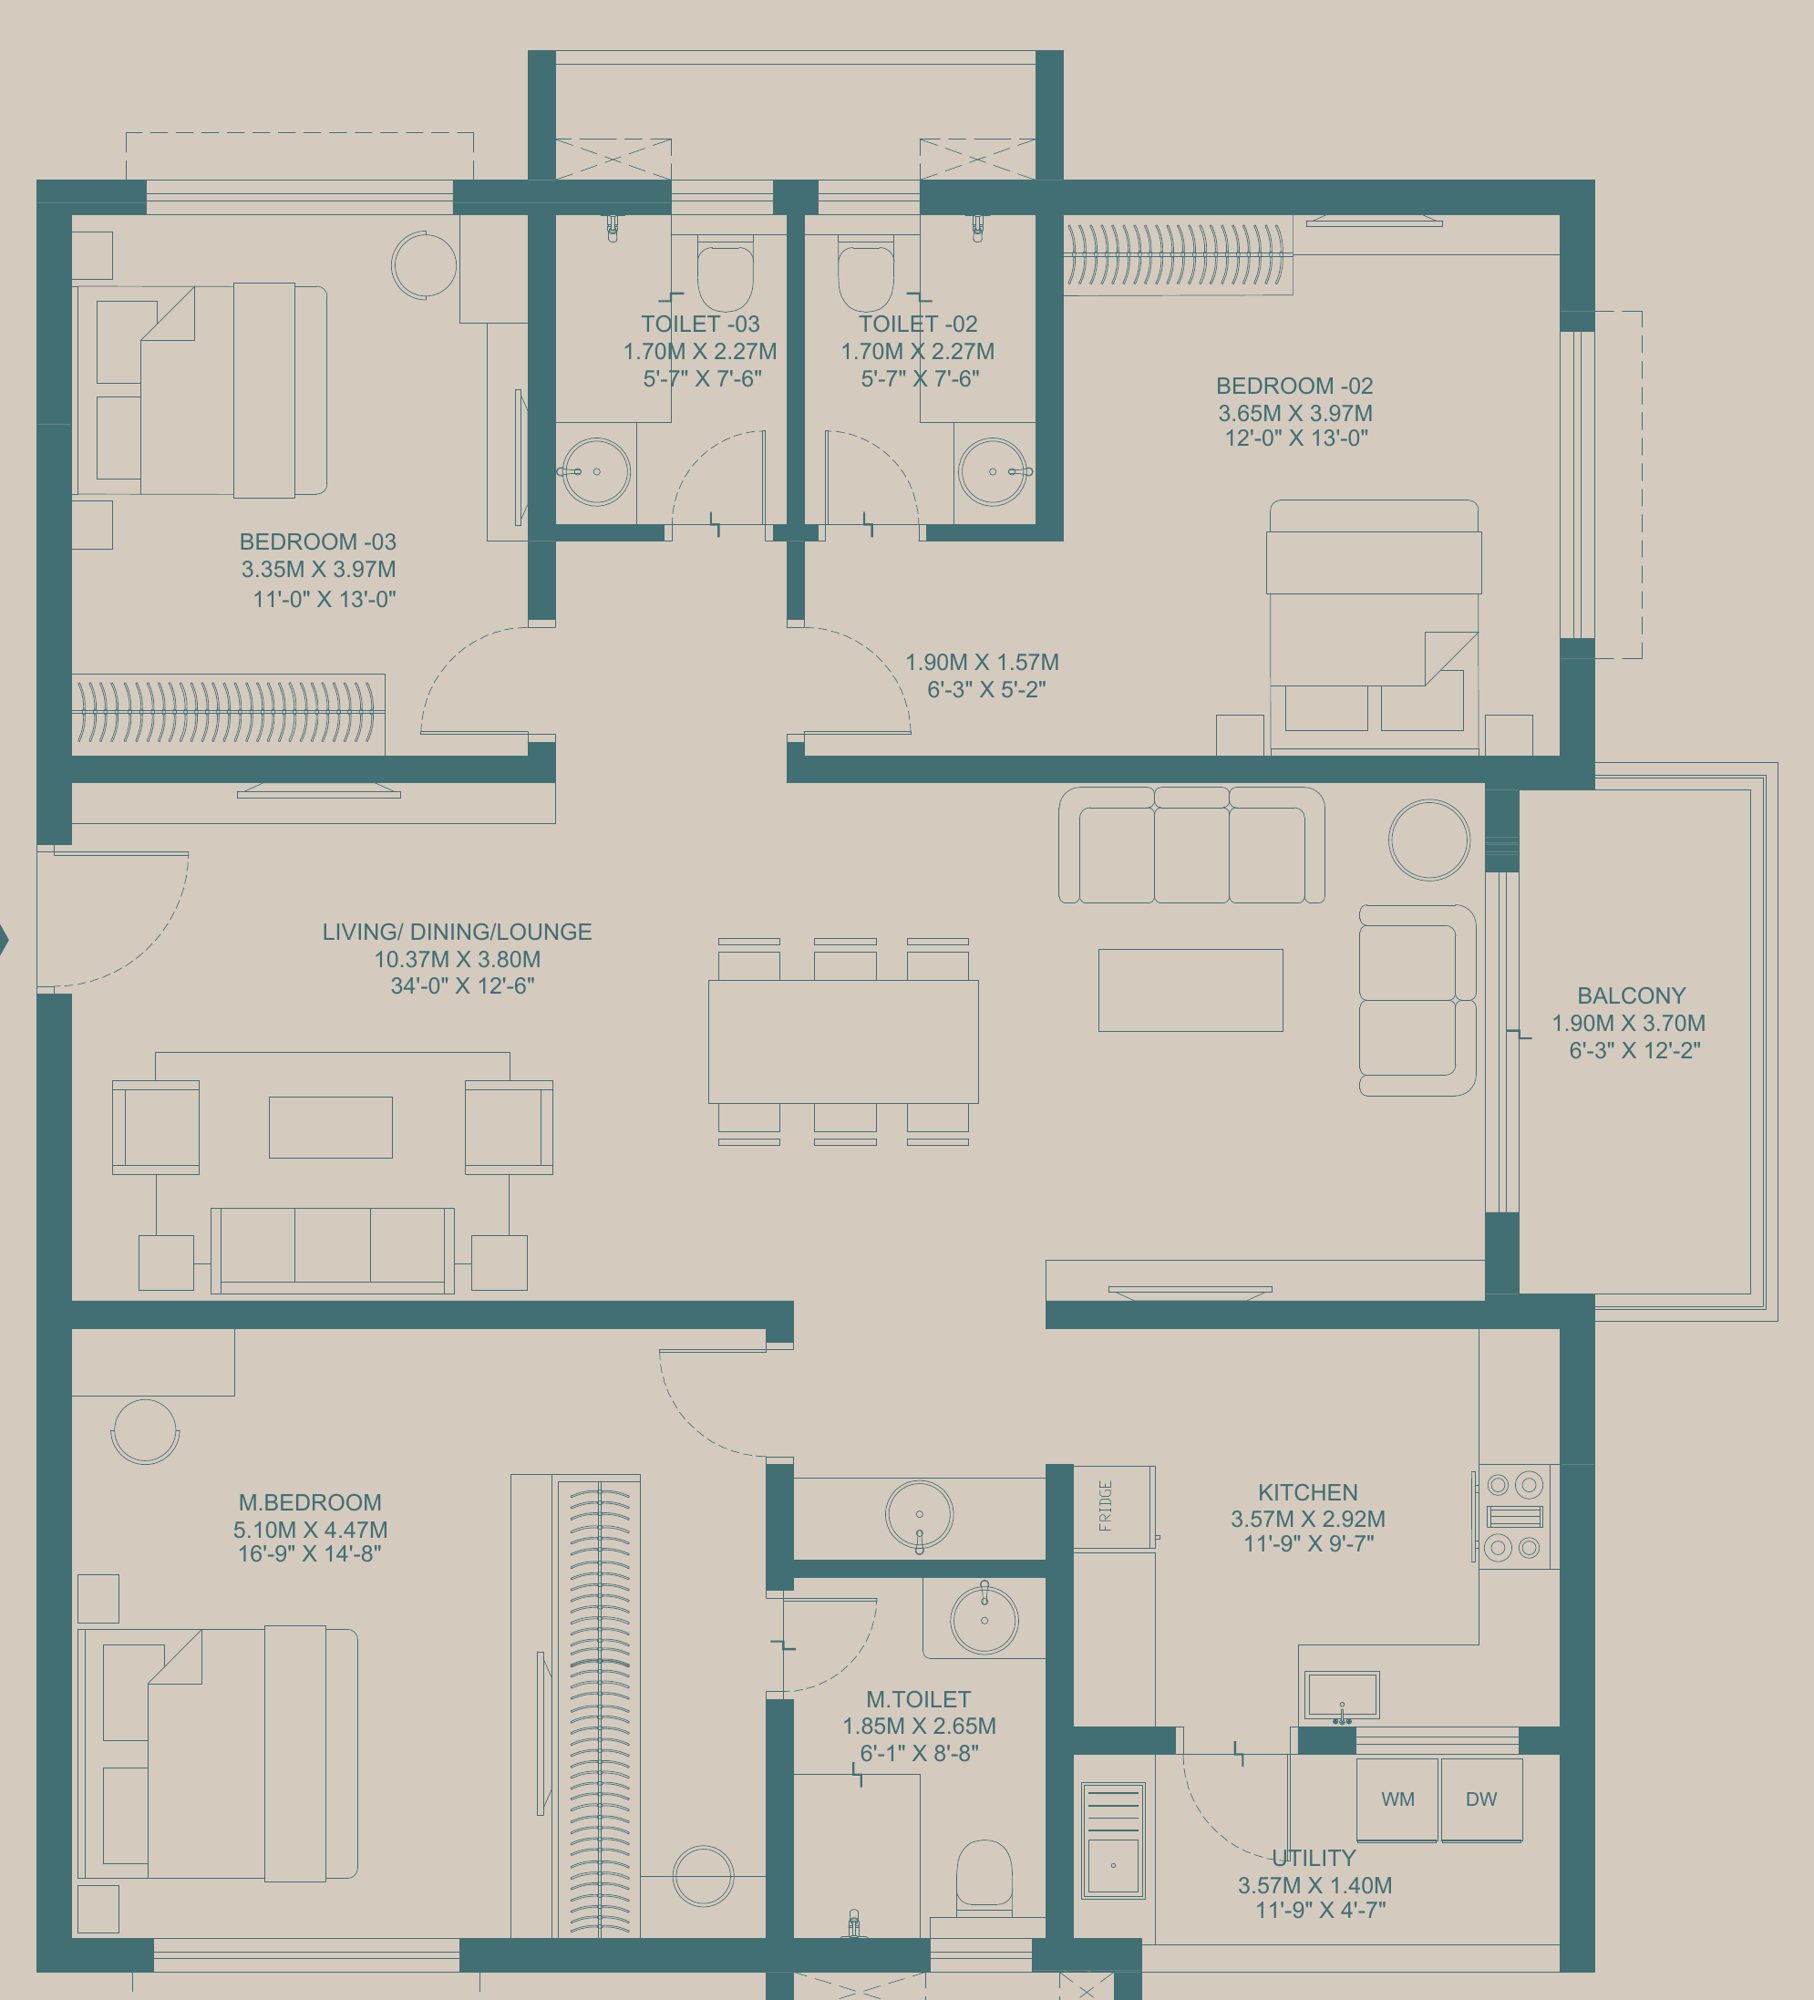 TOILET -03
1.70M X 2.27M
5'-7" X 7'-6"
TOILET -02
1.70M X 2.27M
5'-7" X 7'-6"
BEDROOM -02
3.65M X 3.97M
12'-0" X 13'-0"
BEDROOM -03
3.35M X 3.97M
11'-0" X 13'-0"
1.90M X 1.57M
6'-3" X 5'-2"
LIVING/ DINING/LOUNGE
10.37M X 3.80M
34'-0" X 12'-6"
BALCONY
1.90M X 3.70M
6'-3" X 12'-2"
M.BEDROOM
5.10M X 4.47M
16'-9" X 14'-8"
FRIDGE
KITCHEN
3.57M X 2.92M
11'-9" X 9'-7"
M.TOILET
1.85M X 2.65M
6'-1" X 8'-8"
WM
DW
UTILITY
3.57M X 1.40M
11'-9" X 4'-7"